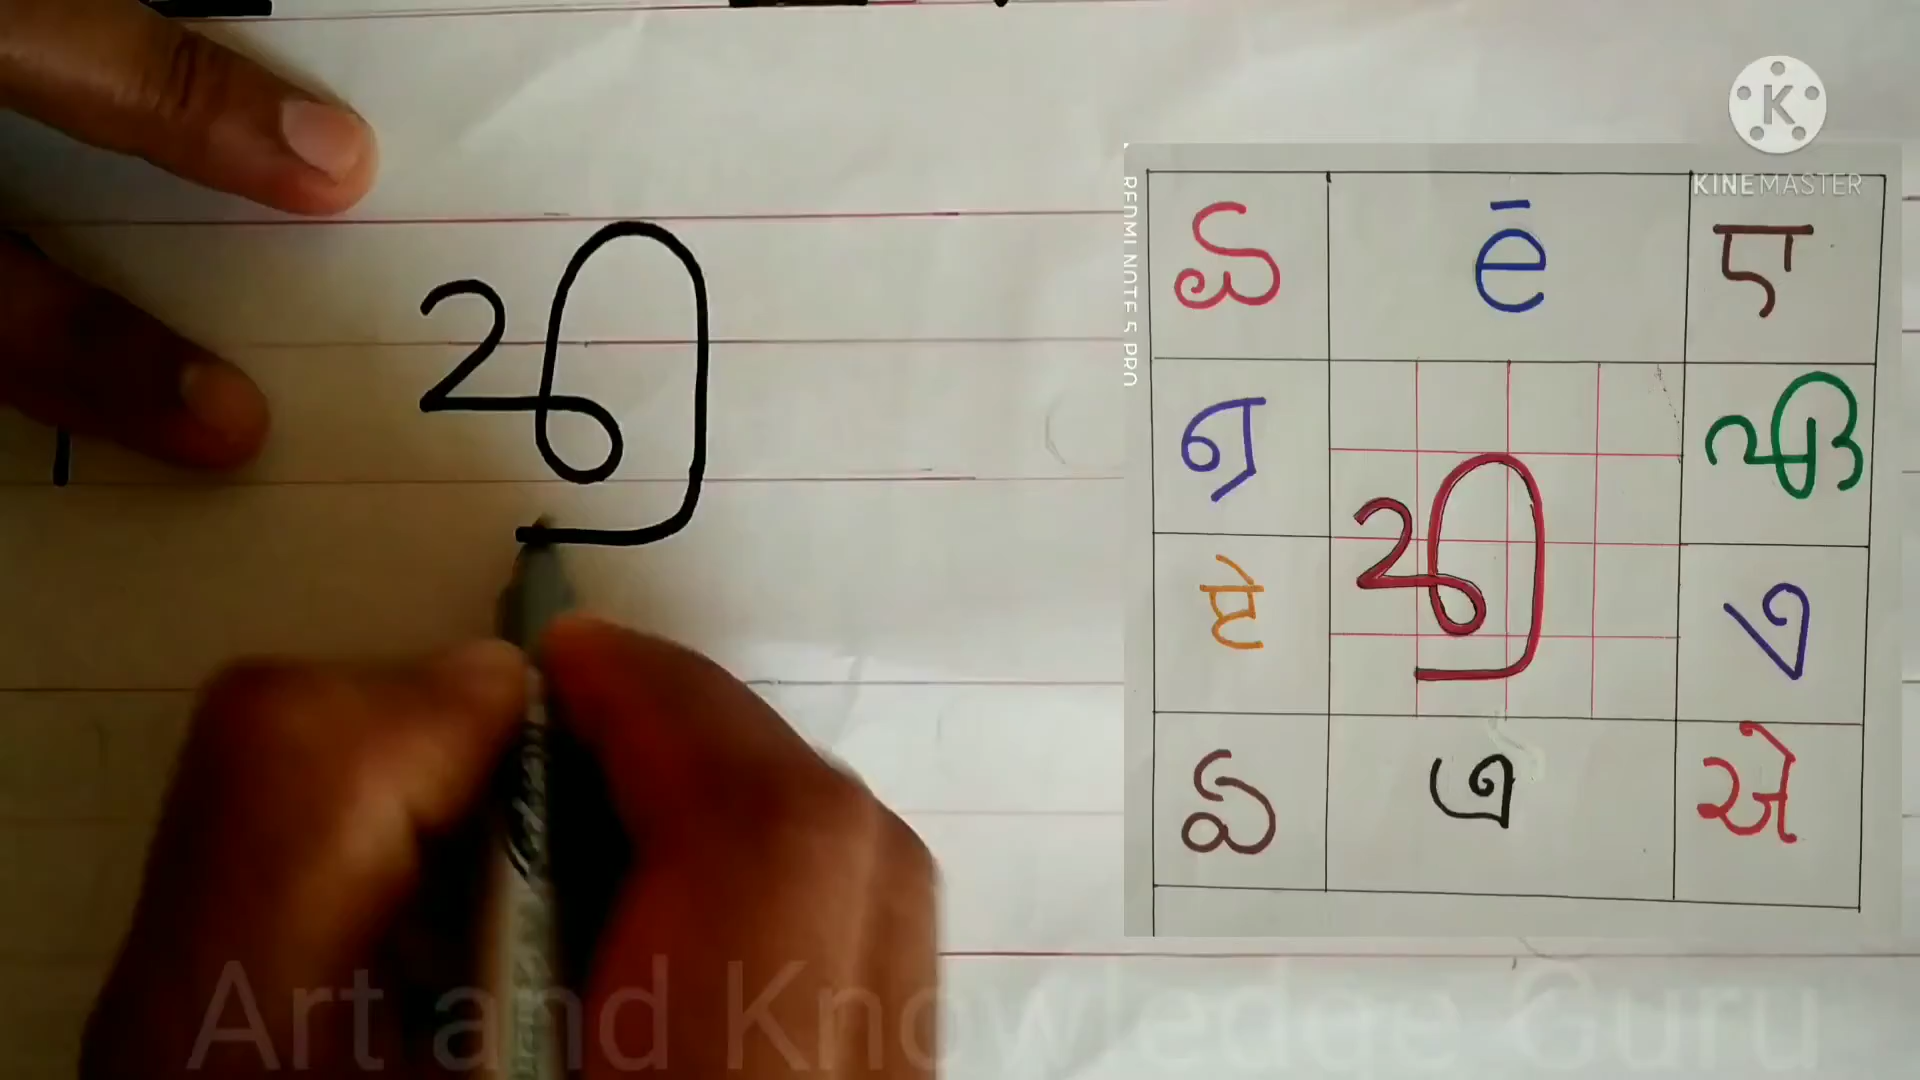 KINEMASTER
REDMI NOTE 5 PRO
ಏ ē ए
ஏ ഏ
ਏ ଏ
ఏ এ એ
Art and Knowledge Guru